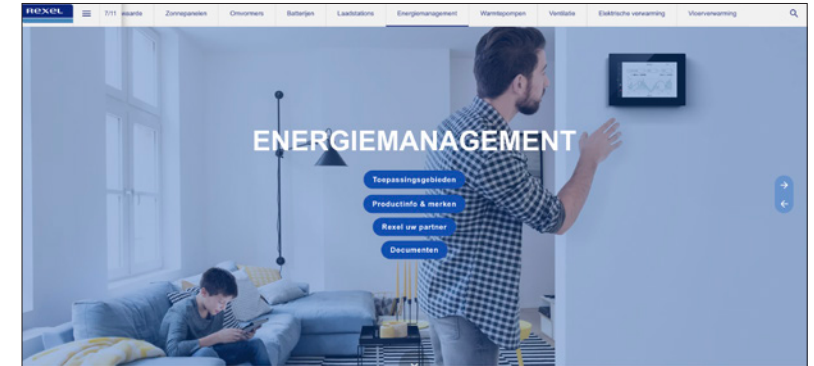 REXEL
7/11
Zonnepanelen Omvormers Batterijen Laadstations Energiemanagement Warmtepompen Ventilatie Elektrische verwarming Vloerverwarming
ENERGIEMANAGEMENT
Toepassingsgebieden
Productinfo & merken
Rexel uw partner
Documenten